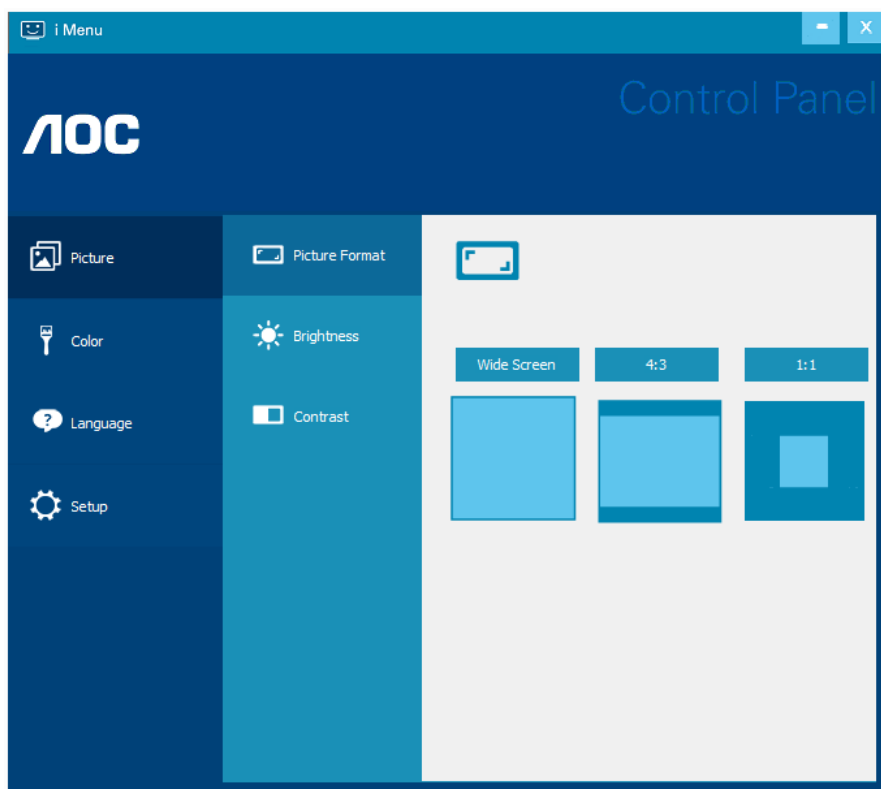 i Menu
Control Panel
AOC
Picture
Color
Language
Setup
Picture Format
Brightness
Contrast
Wide Screen
4:3
1:1